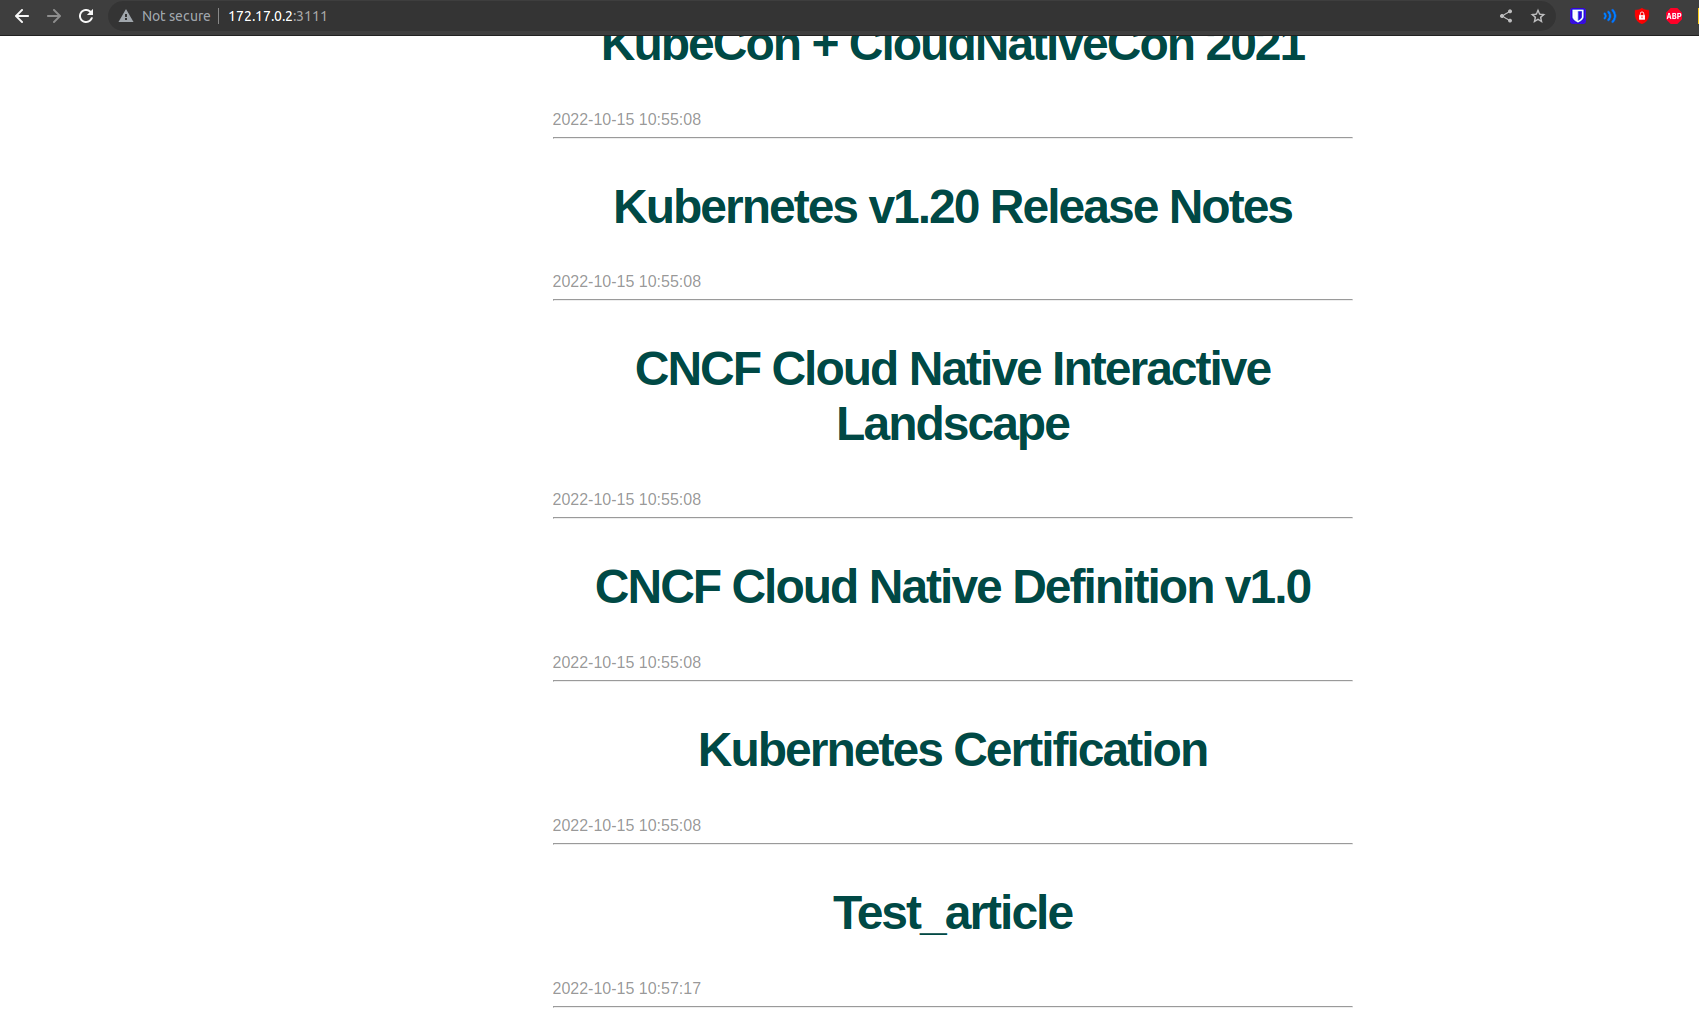 Not secure | 172.17.0.2:3111
ABP
KubeCon + CloudNativeCon 2021
2022-10-15 10:55:08
Kubernetes v1.20 Release Notes
2022-10-15 10:55:08
CNCF Cloud Native Interactive
Landscape
2022-10-15 10:55:08
CNCF Cloud Native Definition v1.0
2022-10-15 10:55:08
Kubernetes Certification
2022-10-15 10:55:08
Test_article
2022-10-15 10:57:17